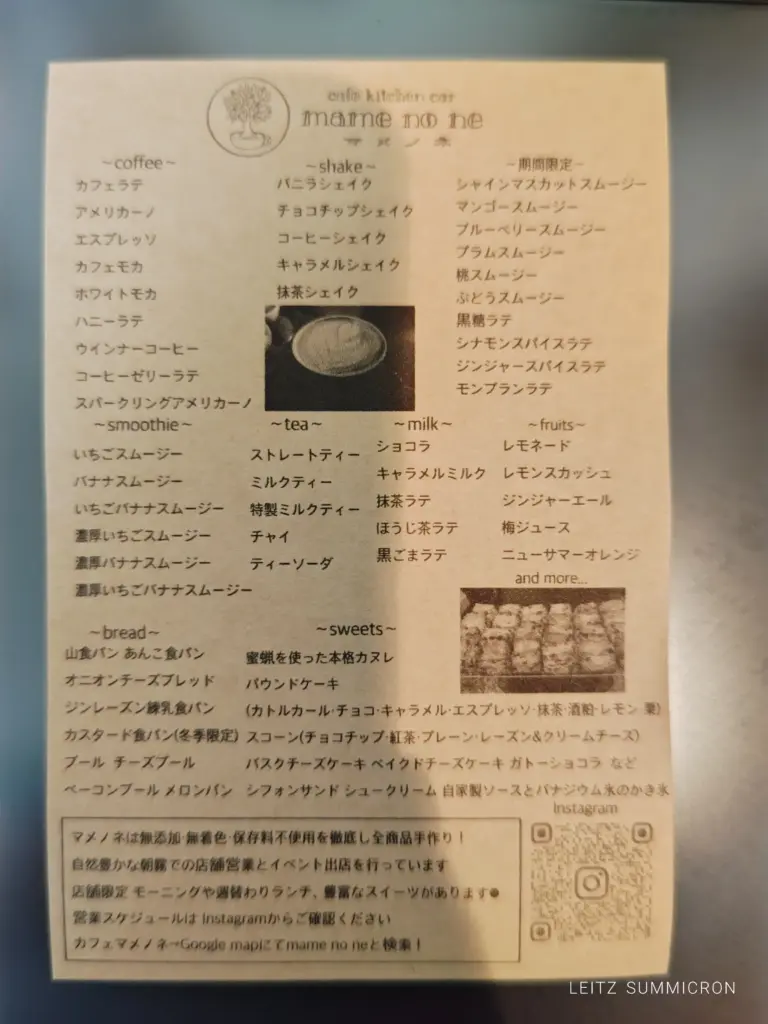 cafe kitchen car
mame no ne
マメノネ
～coffee～
カフェラテ
アメリカーノ
エスプレッソ
カフェモカ
ホワイトモカ
ハニーラテ
ウインナーコーヒー
コーヒーゼリーラテ
スパークリングアメリカーノ
～shake～
バニラシェイク
チョコチップシェイク
コーヒーシェイク
キャラメルシェイク
抹茶シェイク
～期間限定～
シャインマスカットスムージー
マンゴースムージー
ブルーベリースムージー
プラムスムージー
桃スムージー
ぶどうスムージー
黒糖ラテ
シナモンスパイスラテ
ジンジャースパイスラテ
モンブランラテ
～smoothie～
いちごスムージー
バナナスムージー
いちごバナナスムージー
濃厚いちごスムージー
濃厚バナナスムージー
濃厚いちごバナナスムージー
～tea～
ストレートティー
ミルクティー
特製ミルクティー
チャイ
ティーソーダ
～milk～
ショコラ
キャラメルミルク
抹茶ラテ
ほうじ茶ラテ
黒ごまラテ
～fruits～
レモネード
レモンスカッシュ
ジンジャーエール
梅ジュース
ニューサマーオレンジ
and more...
～bread～
山食パン あんこ食パン
オニオンチーズブレッド
ジンレーズン練乳食パン
カスタード食パン(冬季限定)
ブール チーズブール
ベーコンブール メロンパン
～sweets～
蜜蝋を使った本格カヌレ
パウンドケーキ
(カトルカール･チョコ･キャラメル･エスプレッソ･抹茶･酒粕･レモン･栗)
スコーン(チョコチップ･紅茶･プレーン･レーズン&クリームチーズ)
バスクチーズケーキ ベイクドチーズケーキ ガトーショコラ など
シフォンサンド シュークリーム 自家製ソースとバナジウム氷のかき氷
Instagram
マメノネは無添加･無着色･保存料不使用を徹底し全商品手作り！
自然豊かな朝霧での店舗営業とイベント出店を行っています
店舗限定 モーニングや週替わりランチ、豊富なスイーツがあります●
営業スケジュールは Instagramからご確認ください
カフェマメノネ→Google mapにてmame no neと検索！
LEITZ SUMMICRON